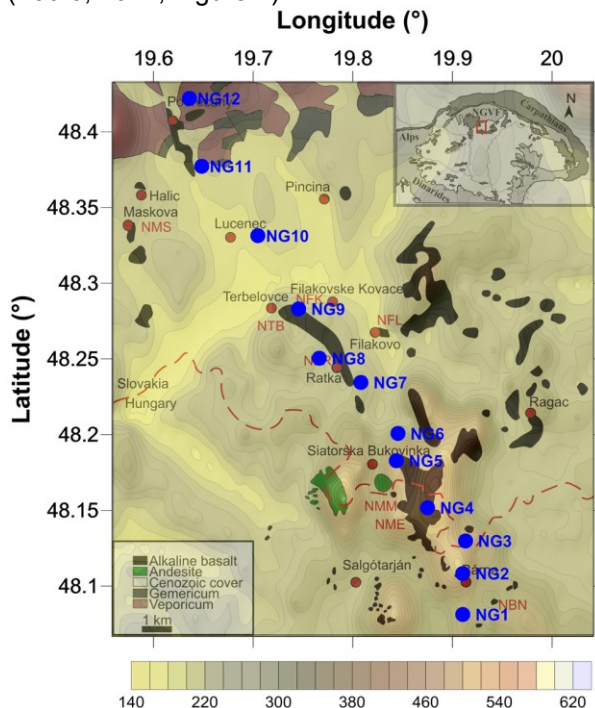 Longitude (°)
19.6 19.7 19.8 19.9 20
Latitude (°)
48.4
48.35
48.3
48.25
48.2
48.15
48.1
NG12
NG11
Pincina
Halic
Maskova
NMS
Lucenec
NG10
Filakovske Kovace
Terbelovce
NFK
NG9
NTB
NFL
NG8
Filakovo
Ratka
NG7
Slovakia
Hungary
Ragac
NG6
Siatorska Bukovinka
NG5
NMM
NG4
NME
NG3
Salgótarján
NG2
NBN
NG1
NGVF
Carpathians
Alps
Dinarides
N
Alkaline basalt
Andesite
Cenozoic cover
Gemericum
Veporicum
1 km
140 220 300 380 460 540 620